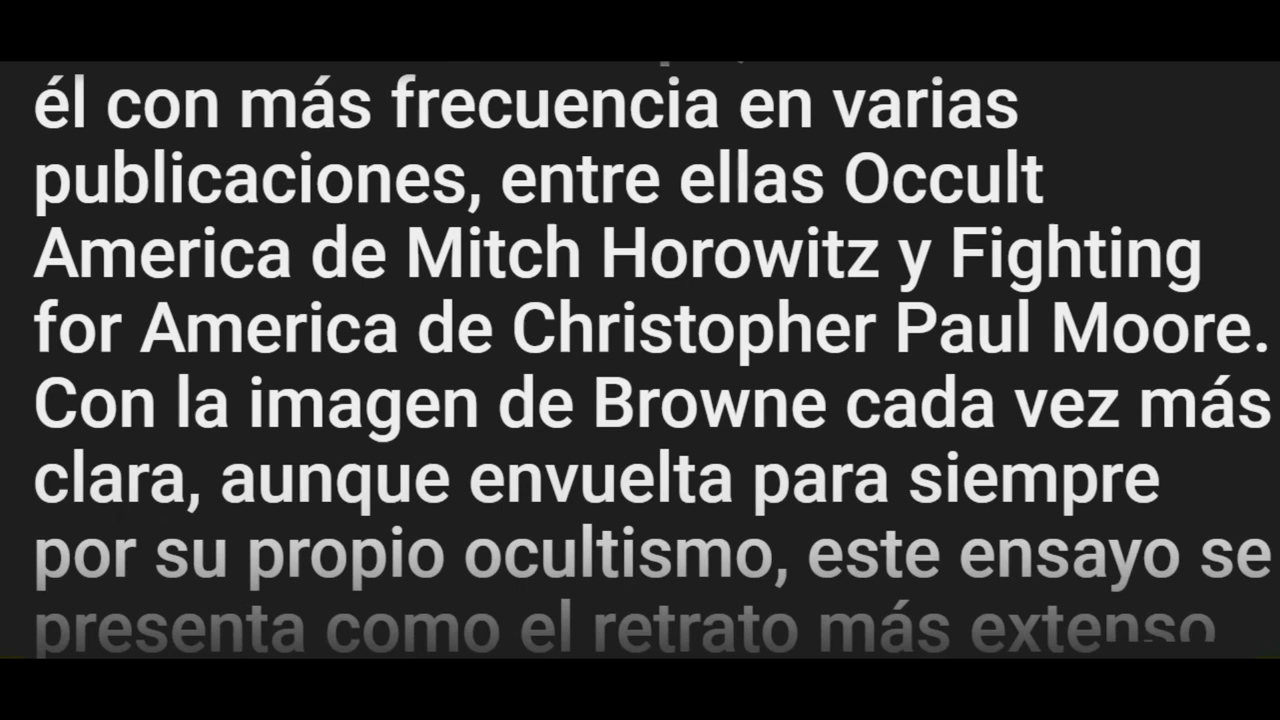 él con más frecuencia en varias
publicaciones, entre ellas Occult
America de Mitch Horowitz y Fighting
for America de Christopher Paul Moore.
Con la imagen de Browne cada vez más
clara, aunque envuelta para siempre
por su propio ocultismo, este ensayo se
presenta como el retrato más extenso